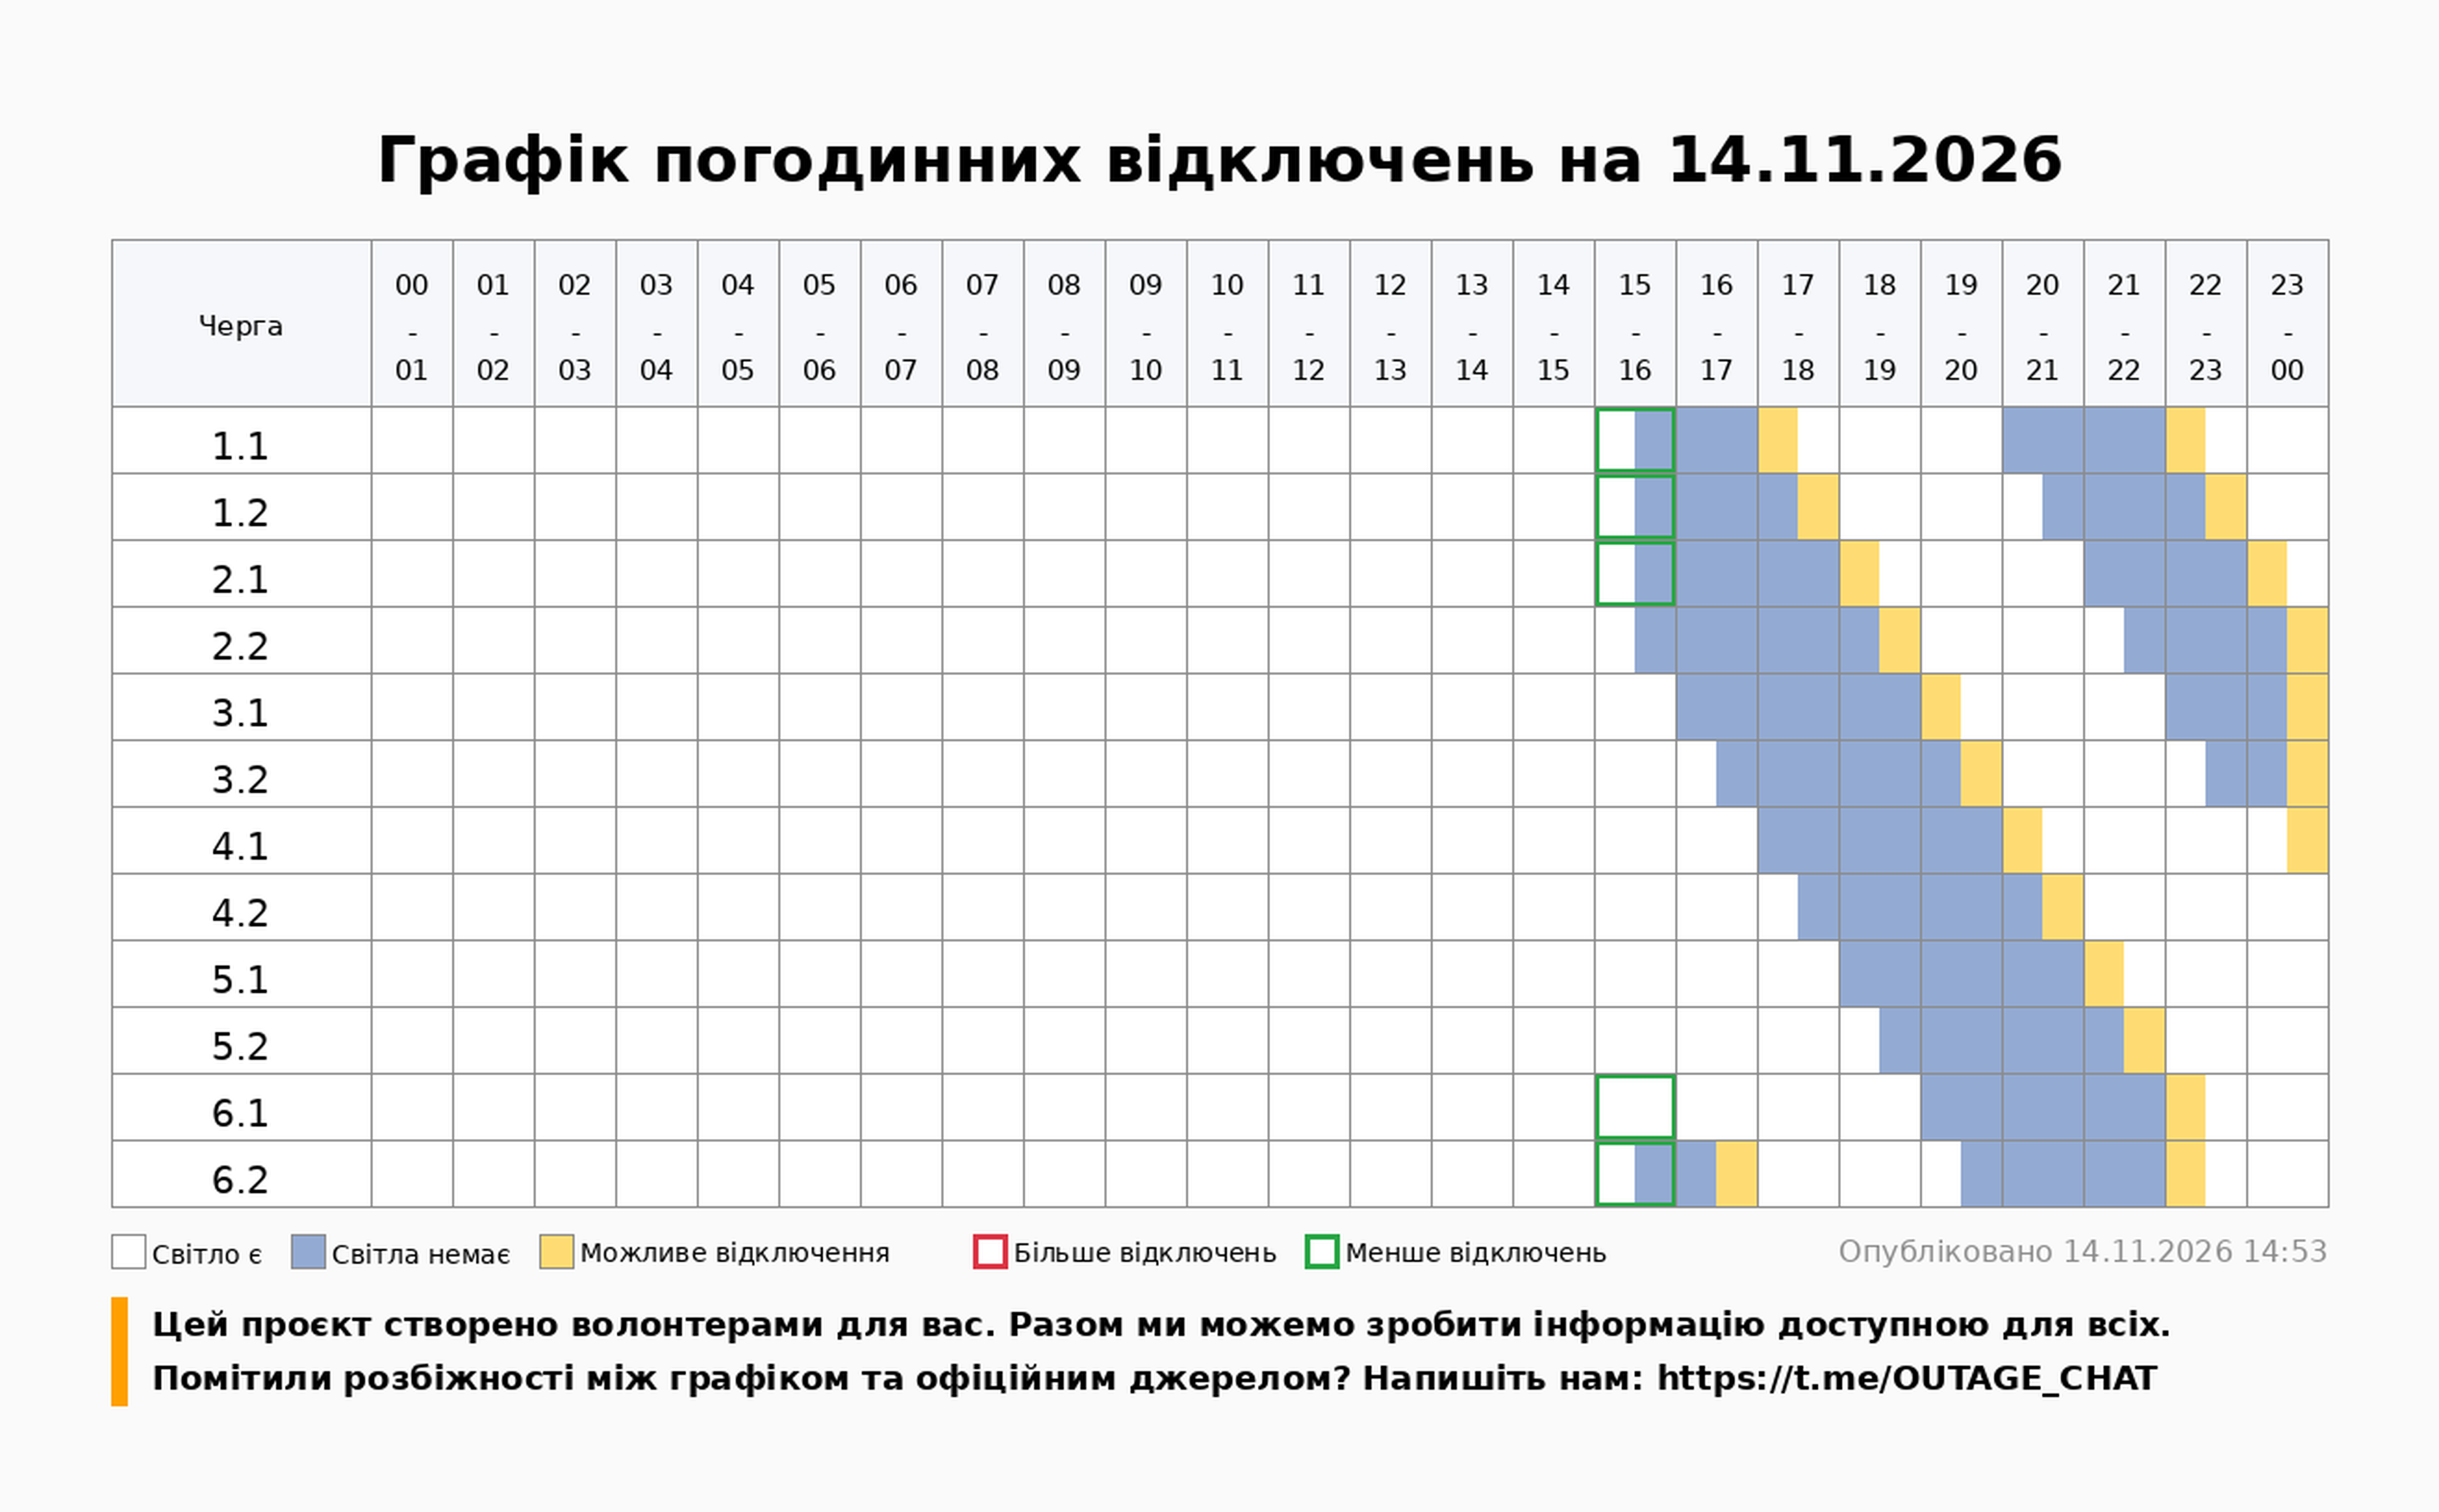 Графік погодинних відключень на 14.11.2026
Черга
00 - 01
01 - 02
02 - 03
03 - 04
04 - 05
05 - 06
06 - 07
07 - 08
08 - 09
09 - 10
10 - 11
11 - 12
12 - 13
13 - 14
14 - 15
15 - 16
16 - 17
17 - 18
18 - 19
19 - 20
20 - 21
21 - 22
22 - 23
23 - 00
1.1
1.2
2.1
2.2
3.1
3.2
4.1
4.2
5.1
5.2
6.1
6.2
Світло є
Світла немає
Можливе відключення
Більше відключень
Менше відключень
Опубліковано 14.11.2026 14:53
Цей проєкт створено волонтерами для вас. Разом ми можемо зробити інформацію доступною для всіх.
Помітили розбіжності між графіком та офіційним джерелом? Напишіть нам: https://t.me/OUTAGE_CHAT